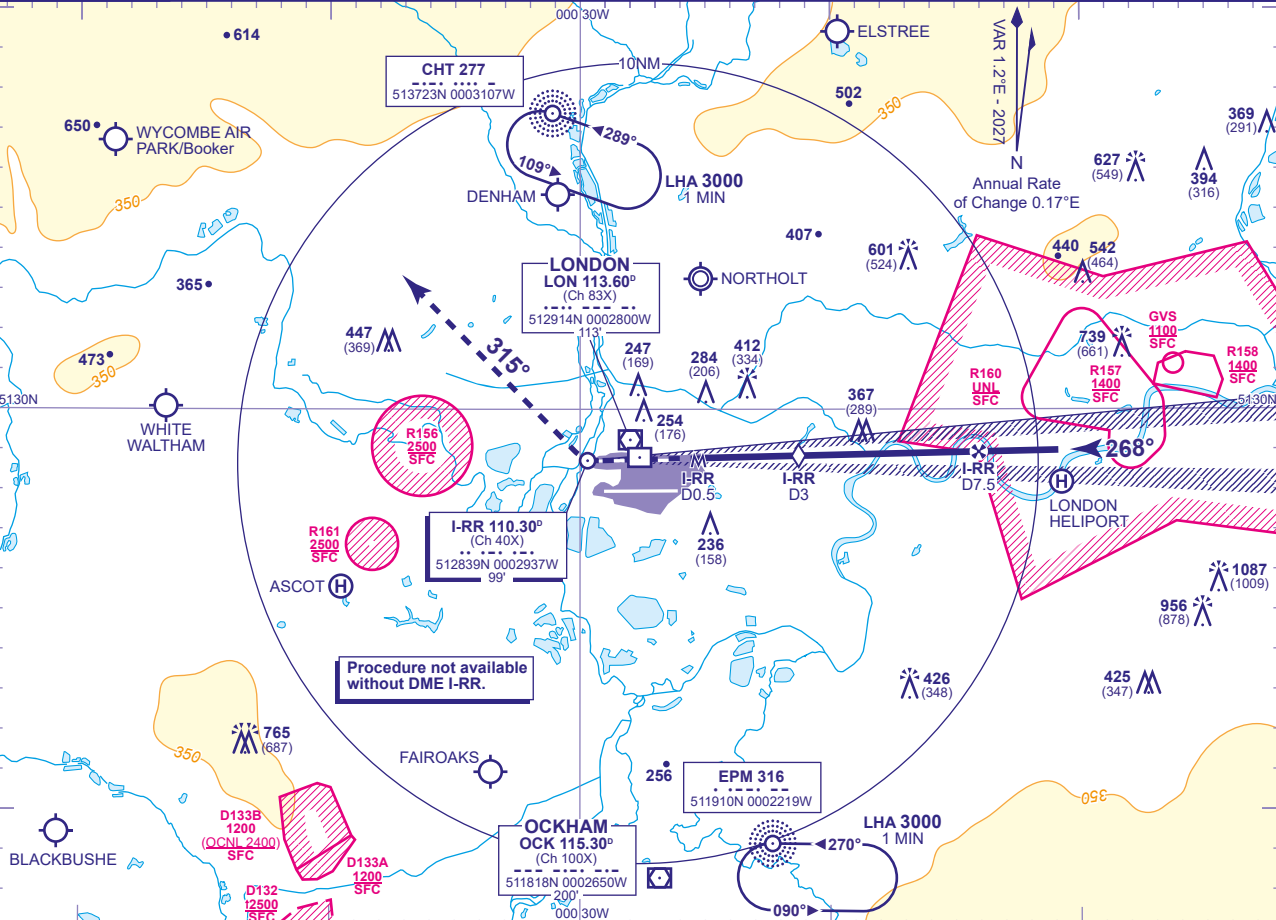 000 30W
614
ELSTREE
CHT 277
513723N 0003107W
10NM
VAR 1.2°E - 2027
502
350
369
(291)
650
WYCOMBE AIR
PARK/Booker
289°
109°
N
627
(549)
394
(316)
Annual Rate
of Change 0.17°E
DENHAM
LHA 3000
1 MIN
350
407
601
(524)
440
542
(464)
LONDON
LON 113.60ᴰ
(Ch 83X)
512914N 0002800W
113'
NORTHOLT
365
315°
447
(369)
247
(169)
284
(206)
412
(334)
739
(661)
GVS
1100
SFC
R158
1400
SFC
473
350
R160
UNL
SFC
R157
1400
SFC
5130N
5130N
WHITE
WALTHAM
254
(176)
367
(289)
R156
2500
SFC
268°
I-RR
D0.5
I-RR
D3
I-RR
D7.5
LONDON
HELIPORT
H
R161
2500
SFC
I-RR 110.30ᴰ
(Ch 40X)
512839N 0002937W
99'
236
(158)
ASCOT
H
1087
(1009)
956
(878)
Procedure not available
without DME I-RR.
426
(348)
425
(347)
765
(687)
350
FAIROAKS
256
EPM 316
511910N 0002219W
350
D133B
1200
(OCNL 2400)
SFC
BLACKBUSHE
OCKHAM
OCK 115.30ᴰ
(Ch 100X)
511818N 0002650W
200'
270°
LHA 3000
1 MIN
D133A
1200
SFC
D132
2500
SFC
090°
000 30W